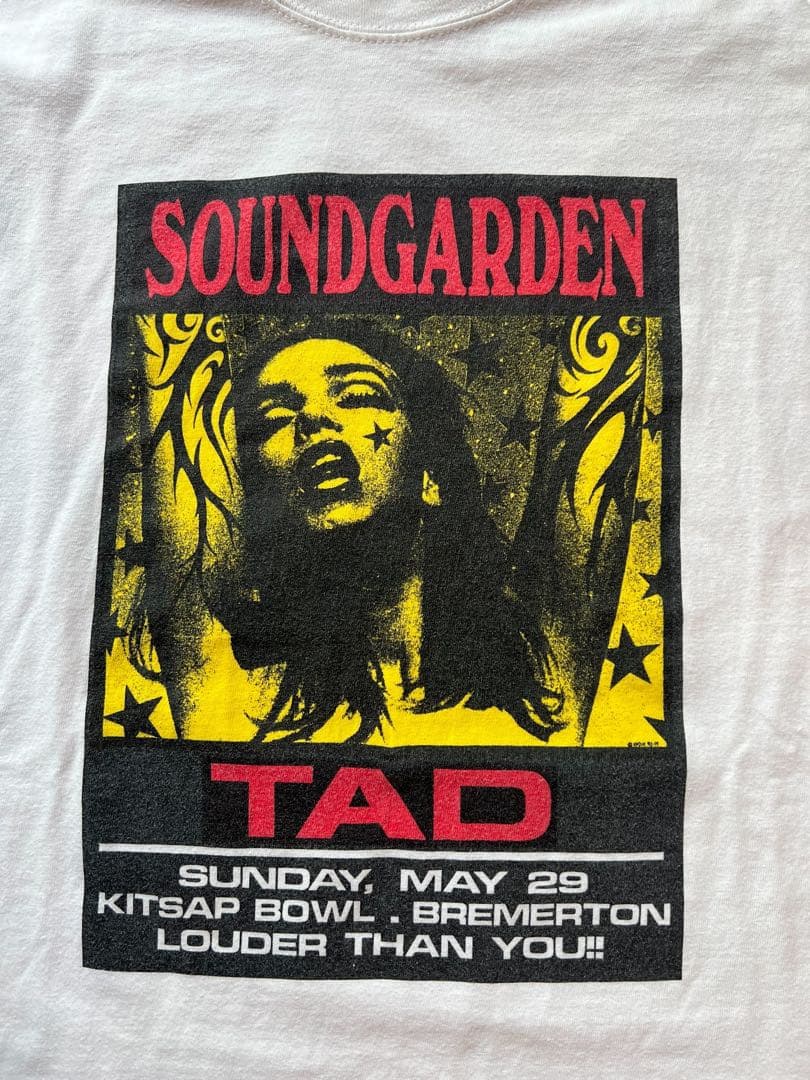 SOUNDGARDEN
TAD
SUNDAY, MAY 29
KITSAP BOWL . BREMERTON
LOUDER THAN YOU!!